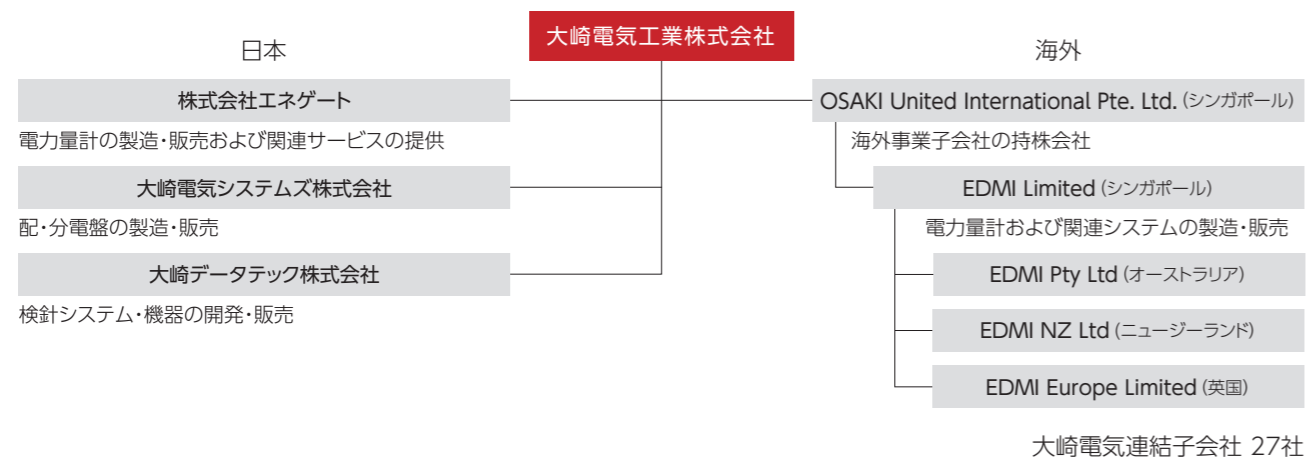 大崎電気工業株式会社
日本
株式会社エネゲート
電力量計の製造・販売および関連サービスの提供
大崎電気システムズ株式会社
配・分電盤の製造・販売
大崎データテック株式会社
検針システム・機器の開発・販売
海外
OSAKI United International Pte. Ltd. (シンガポール)
海外事業子会社の持株会社
EDMI Limited (シンガポール)
電力量計および関連システムの製造・販売
EDMI Pty Ltd (オーストラリア)
EDMI NZ Ltd (ニュージーランド)
EDMI Europe Limited (英国)
大崎電気連結子会社 27社